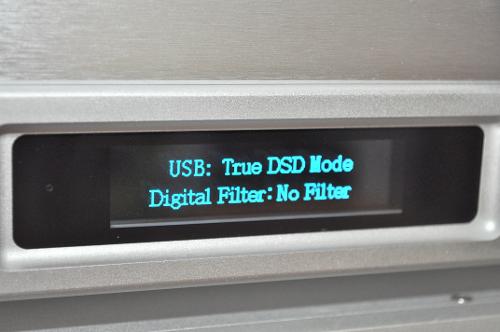 USB: True DSD Mode
Digital Filter: No Filter